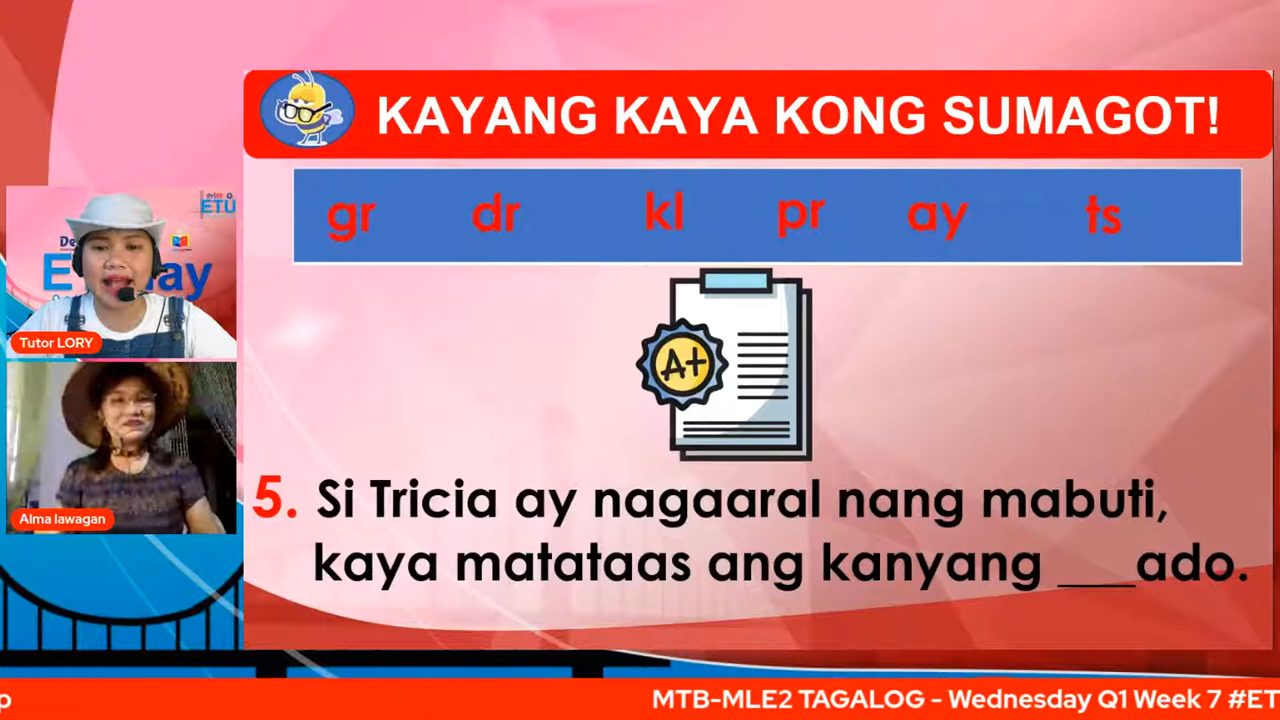 KAYANG KAYA KONG SUMAGOT!
gr dr kl pr ay ts
A+
5. Si Tricia ay nagaaral nang mabuti,
kaya matataas ang kanyang ___ado.
ETU
Tutor LORY
Alma lawagan
p MTB-MLE2 TAGALOG - Wednesday Q1 Week 7 #ET